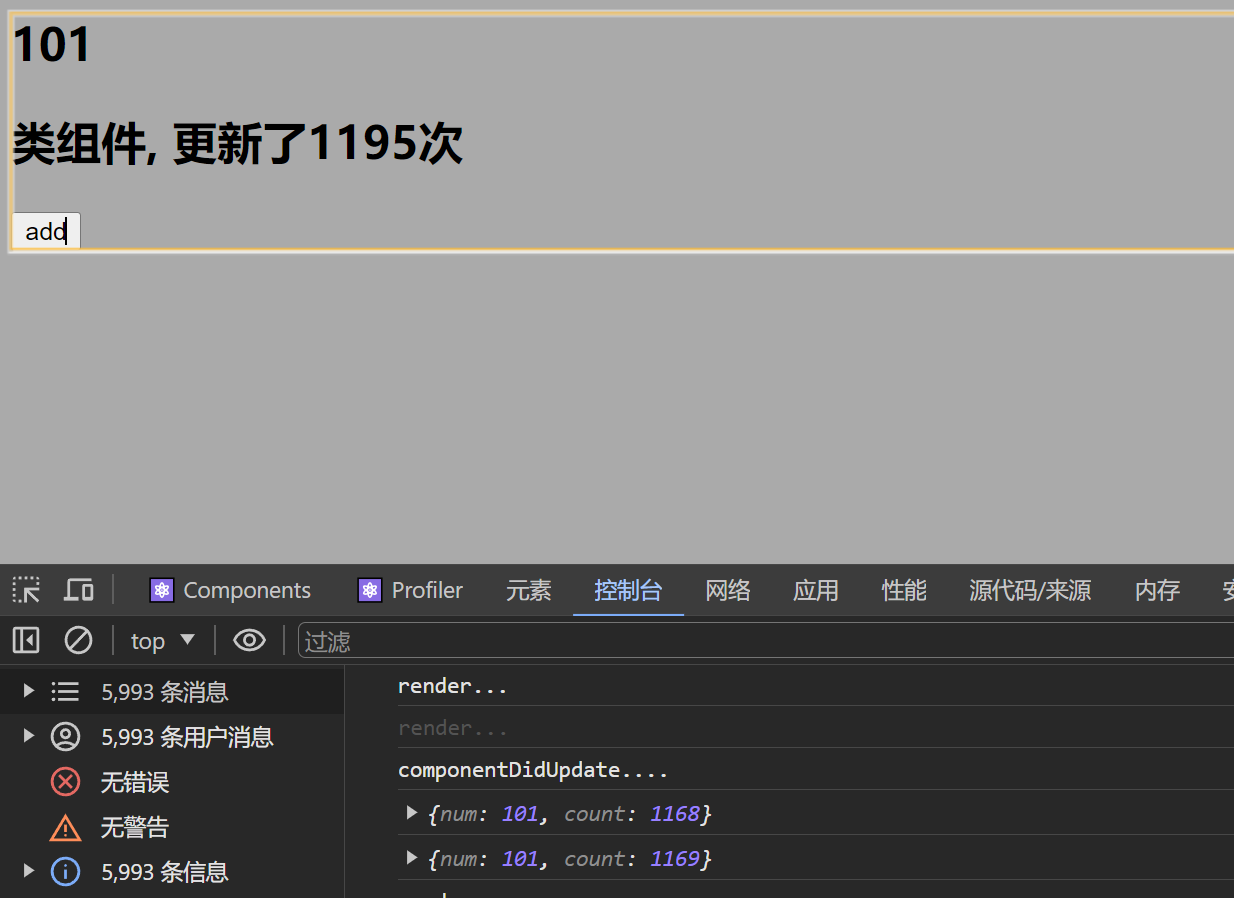 101
类组件, 更新了1195次
add
Components Profiler 元素 控制台 网络 应用 性能 源代码/来源 内存
top 过滤
5,993 条消息
5,993 条用户消息
无错误
无警告
5,993 条信息
render...
render...
componentDidUpdate....
{num: 101, count: 1168}
{num: 101, count: 1169}